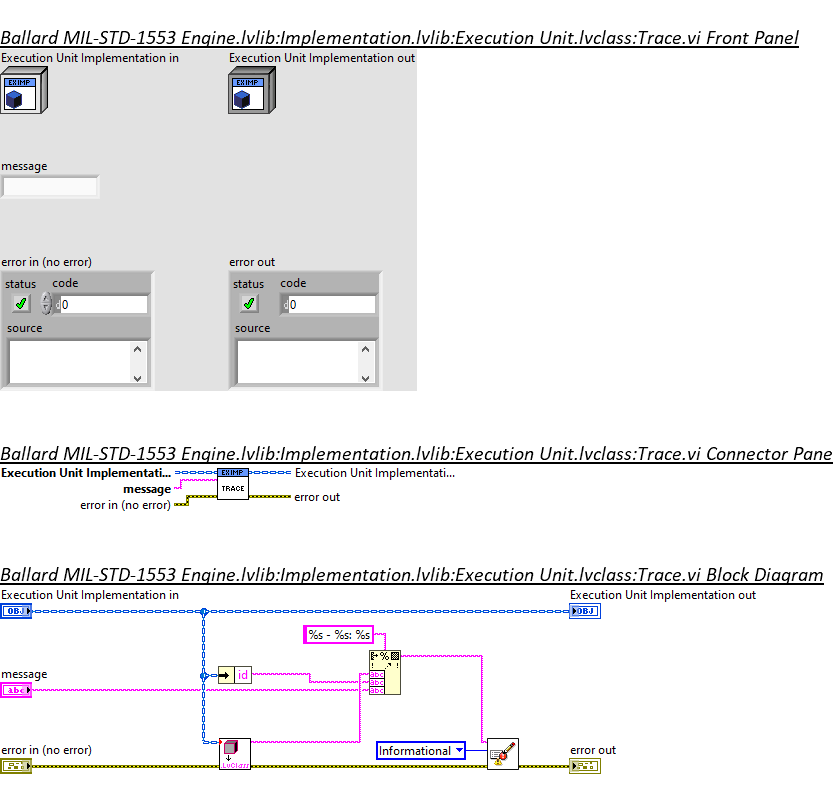 Ballard MIL-STD-1553 Engine.lvlib:Implementation.lvlib:Execution Unit.lvclass:Trace.vi Front Panel
Execution Unit Implementation in
Execution Unit Implementation out
EXIMP
EXIMP
message
error in (no error)
error out
status code
status code
0
0
source
source
Ballard MIL-STD-1553 Engine.lvlib:Implementation.lvlib:Execution Unit.lvclass:Trace.vi Connector Pane
Execution Unit Implementati...
EXIMP
Execution Unit Implementati...
message
TRACE
error in (no error)
error out
Ballard MIL-STD-1553 Engine.lvlib:Implementation.lvlib:Execution Unit.lvclass:Trace.vi Block Diagram
Execution Unit Implementation in
Execution Unit Implementation out
OBJ
OBJ
%s - %s: %s
%
message
id
abc
abc
abc
abc
error in (no error)
Informational
error out
.LvClass